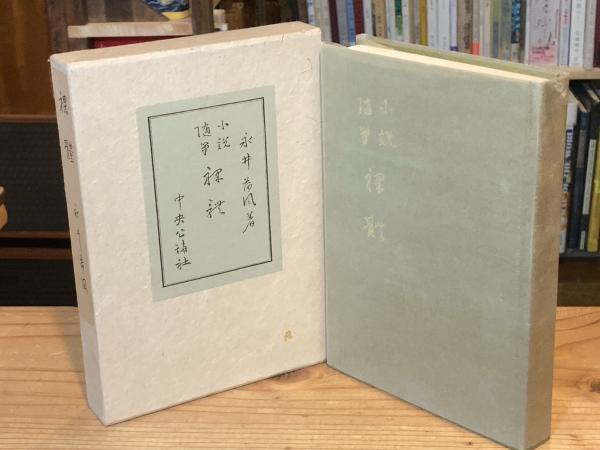 裸體
永井荷風
永井荷風著
小説
随筆
裸體
中央公論社
小説
随筆
裸體